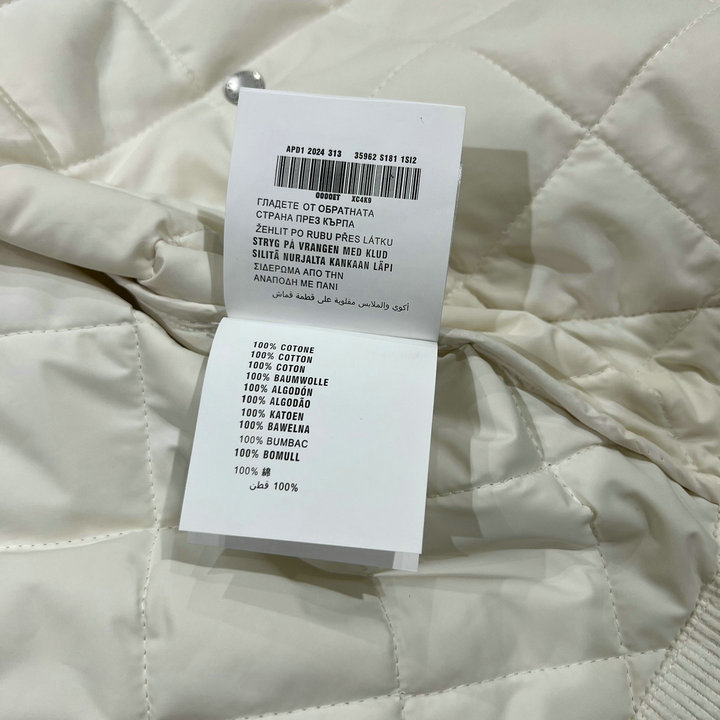 APD1 2024 313 35962 S181 1SI2
0000ET XC4K9
ГЛАДЕТЕ ОТ ОБРАТНАТА
СТРАНА ПРЕЗ КЪРПА
ŽEHLIT PO RUBU PŘES LÁTKU
STRYG PÅ VRANGEN MED KLUD
SILITÄ NURJALTA KANKAAN LÄPI
ΣΙΔΕΡΩΜΑ ΑΠΟ ΤΗΝ
ΑΝΑΠΟΔΗ ΜΕ ΠΑΝΙ
أكوي والملابس مقلوبة على قطعة قماش
100% COTONE
100% COTTON
100% COTON
100% BAUMWOLLE
100% ALGODÓN
100% ALGODÃO
100% KATOEN
100% BAWELNA
100% BUMBAC
100% BOMULL
100% 綿
100% قطن